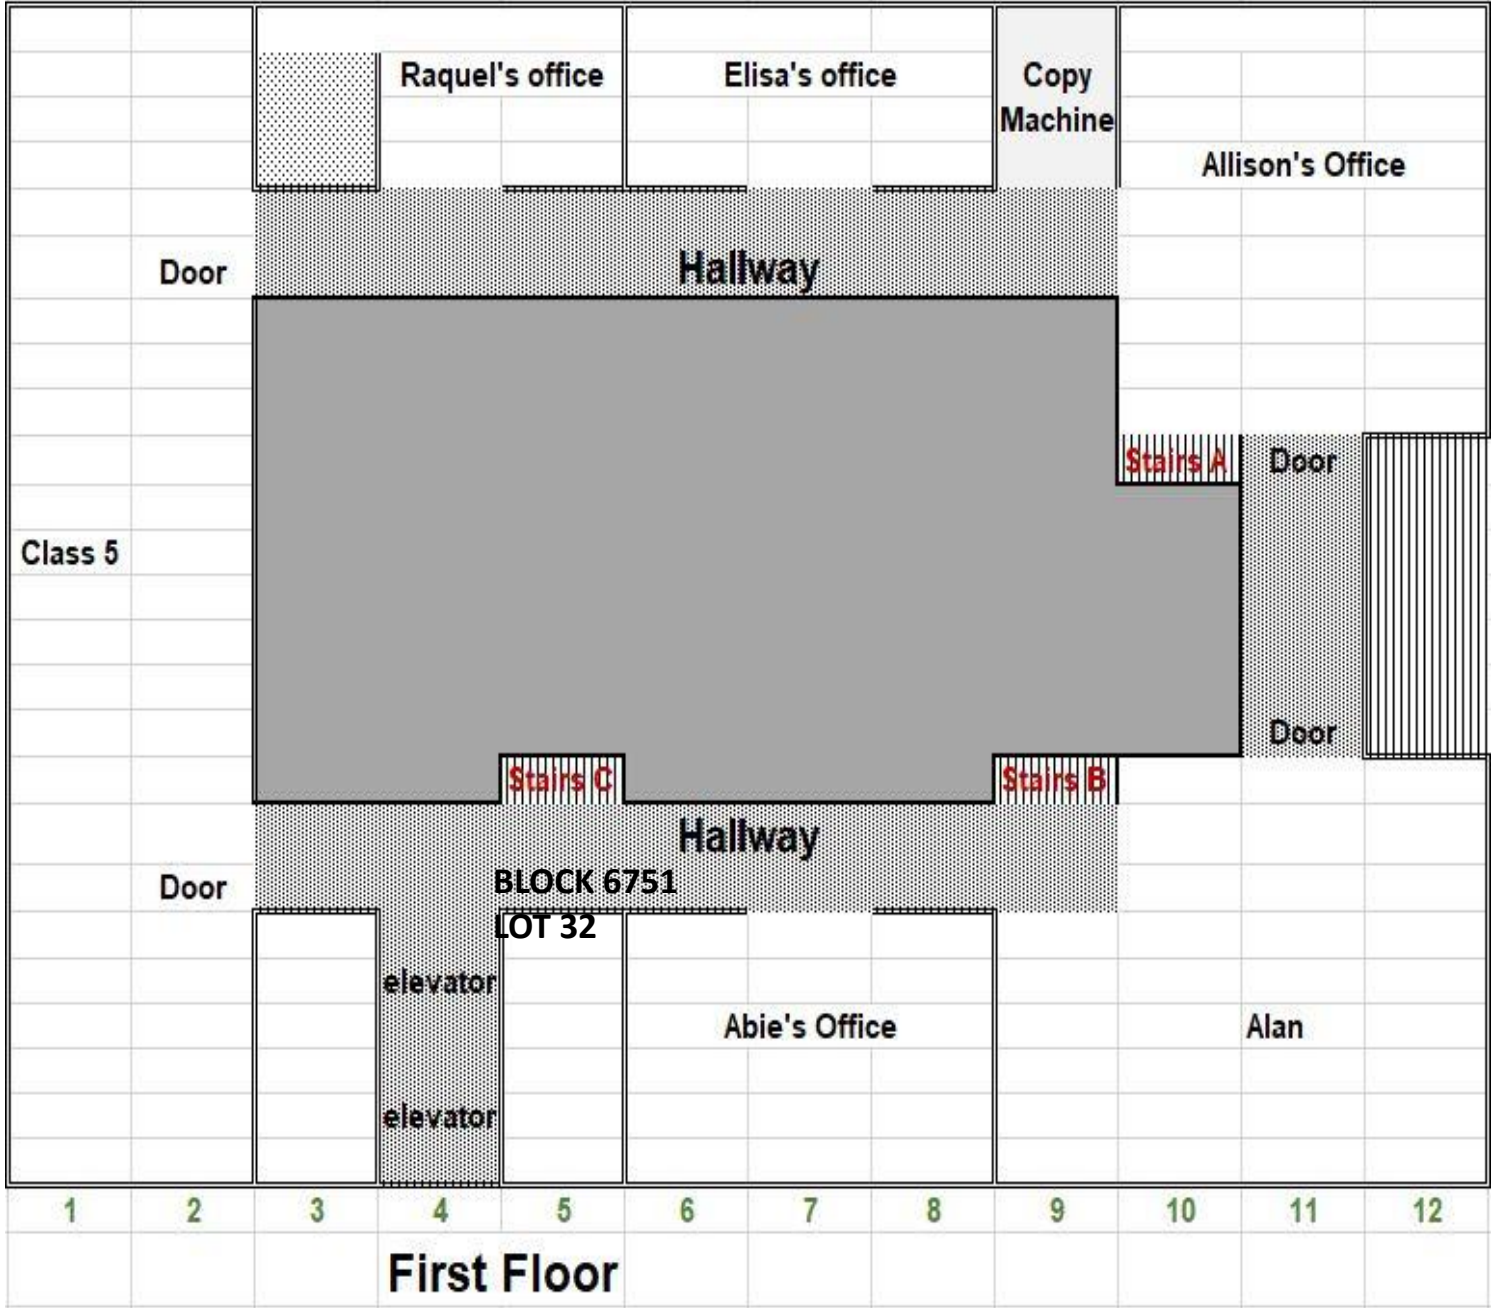 Raquel's office
Elisa's office
Copy
Machine
Allison's Office
Door
Hallway
Stairs A
Door
Class 5
Door
Stairs C
Stairs B
Hallway
Door
BLOCK 6751
LOT 32
elevator
Abie's Office
Alan
elevator
1 2 3 4 5 6 7 8 9 10 11 12
First Floor